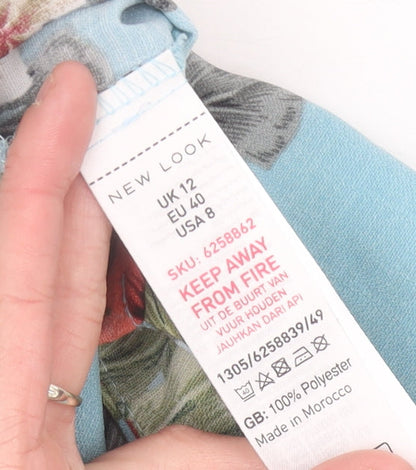 NEW LOOK
UK 12
EU 40
USA 8
SKU: 6258862
KEEP AWAY
FROM FIRE
UIT DE BUURT VAN
VUUR HOUDEN
JAUHKAN DARI API
1305/6258839/49
40
GB: 100% Polyester
Made in Morocco